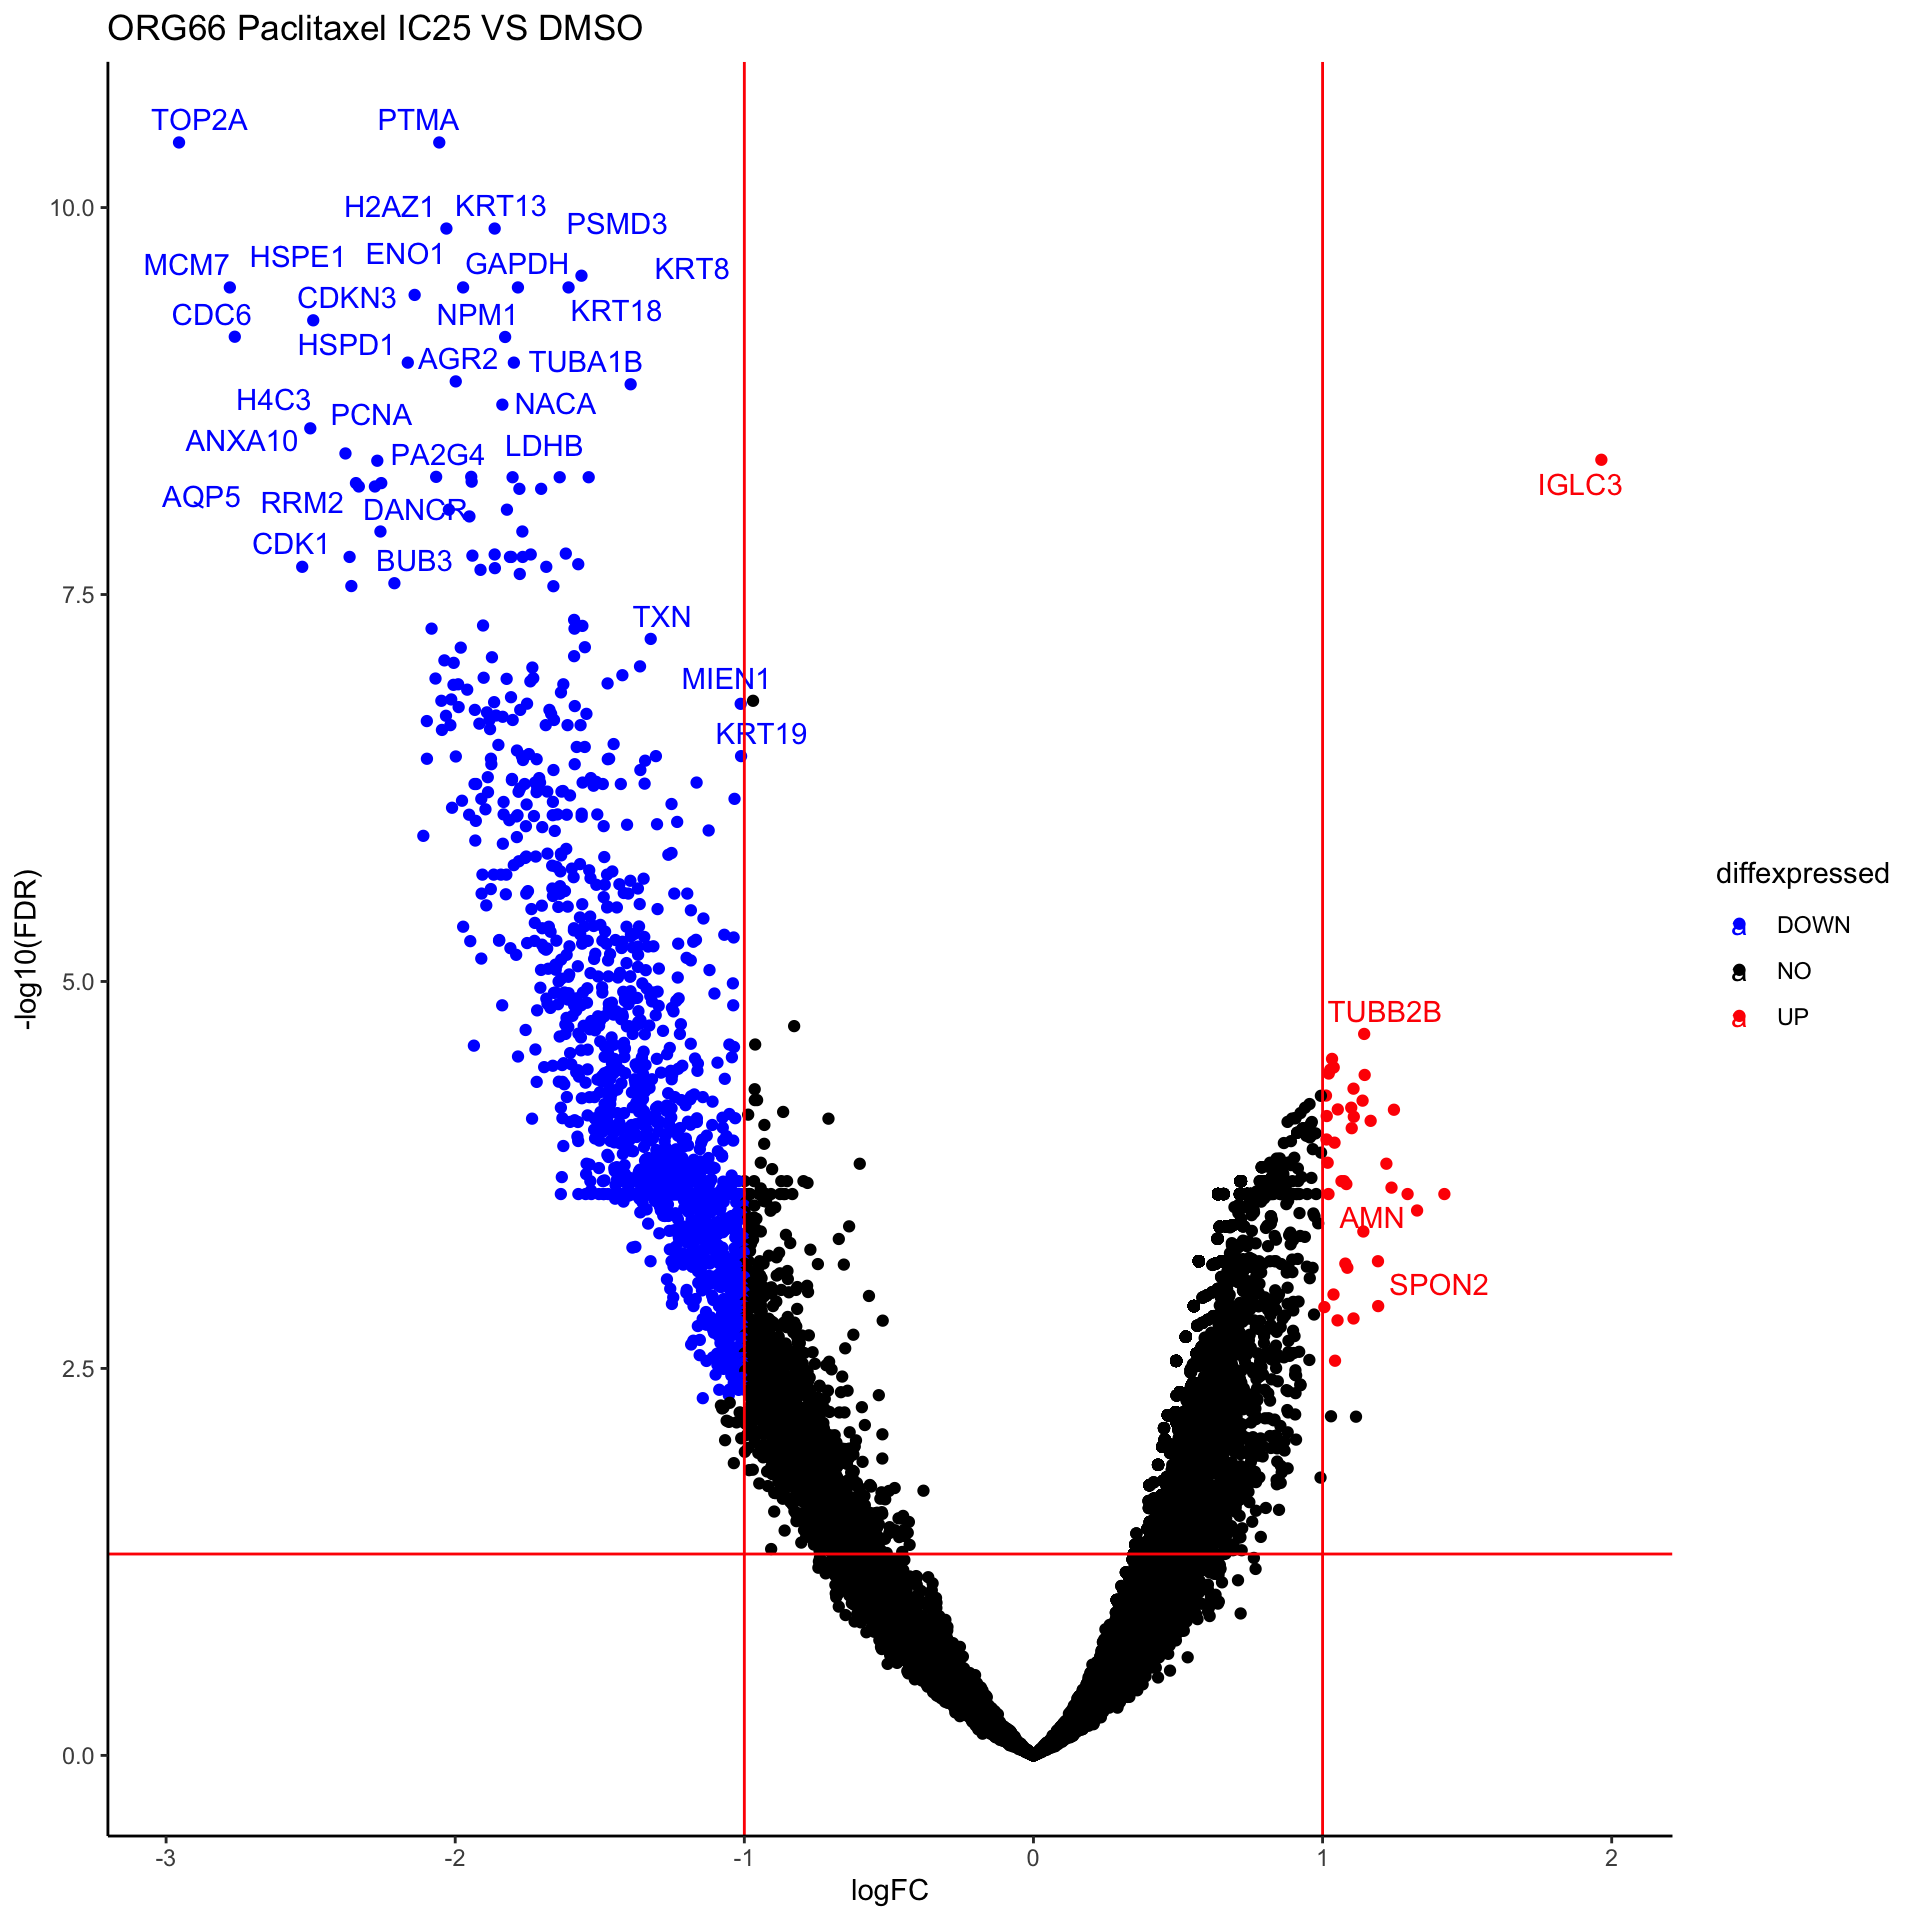 ORG66 Paclitaxel IC25 VS DMSO
TOP2A
PTMA
H2AZ1
KRT13
PSMD3
MCM7
HSPE1
ENO1
GAPDH
KRT8
CDC6
CDKN3
NPM1
KRT18
HSPD1
AGR2
TUBA1B
H4C3
PCNA
NACA
ANXA10
PA2G4
LDHB
AQP5
RRM2
DANCR
CDK1
BUB3
TXN
MIEN1
KRT19
IGLC3
TUBB2B
AMN
SPON2
10.0
7.5
5.0
2.5
0.0
-log10(FDR)
-3
-2
-1
0
1
2
logFC
diffexpressed
a DOWN
a NO
a UP